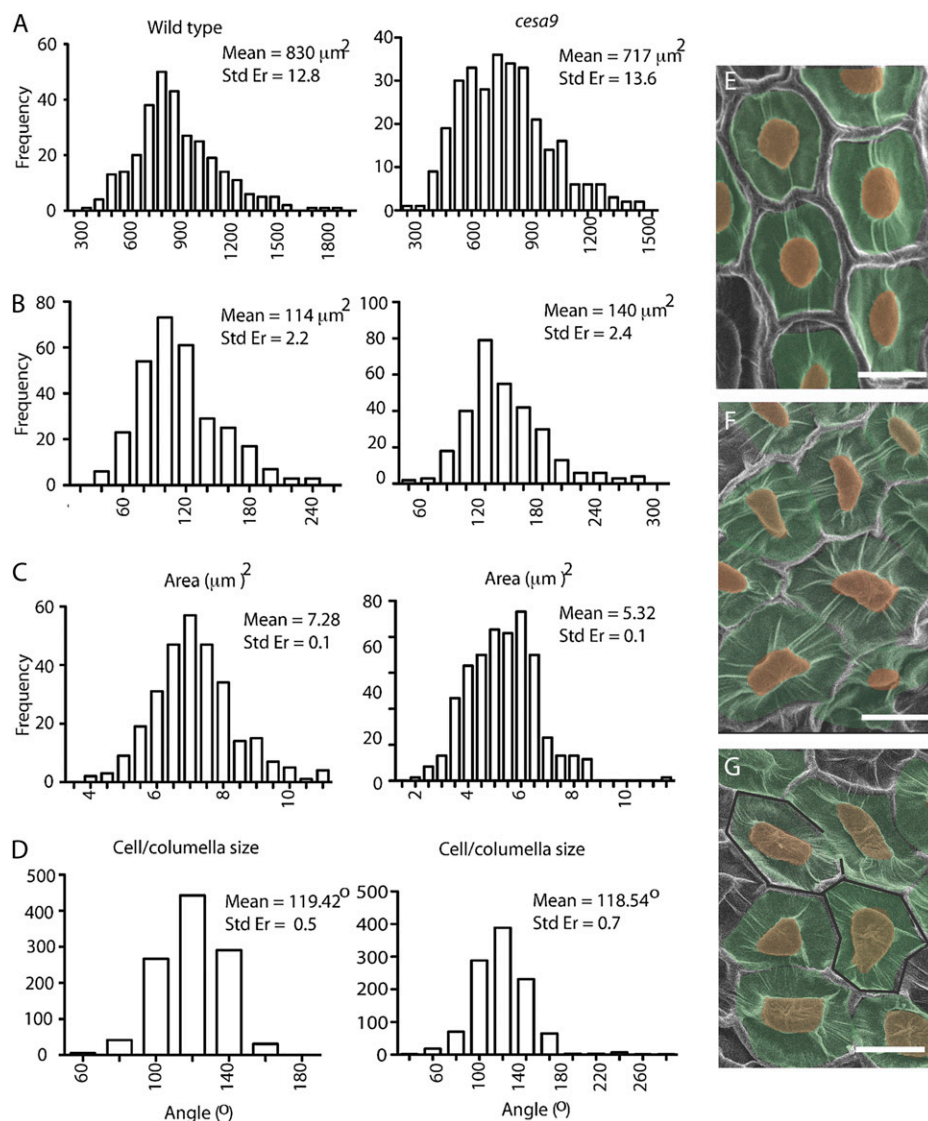 A
Wild type
cesa9
Mean = 830 μm2
Std Er = 12.8
Mean = 717 μm2
Std Er = 13.6
Frequency
60
40
20
0
300
600
900
1200
1500
1800
40
30
20
10
0
300
600
900
1200
1500
B
Mean = 114 μm2
Std Er = 2.2
Mean = 140 μm2
Std Er = 2.4
Frequency
80
60
40
20
0
60
120
180
240
100
80
60
40
20
0
60
120
180
240
300
C
Area (μm )2
Area (μm )2
Mean = 7.28
Std Er = 0.1
Mean = 5.32
Std Er = 0.1
Frequency
60
40
20
0
4
6
8
10
80
60
40
20
80
2
4
6
8
10
D
Cell/columella size
Cell/columella size
Mean = 119.42o
Std Er = 0.5
Mean = 118.54o
Std Er = 0.7
500
400
300
200
100
0
60
100
140
180
500
400
300
200
100
0
60
100
140
180
220
260
Angle (o)
Angle (o)
E
F
G